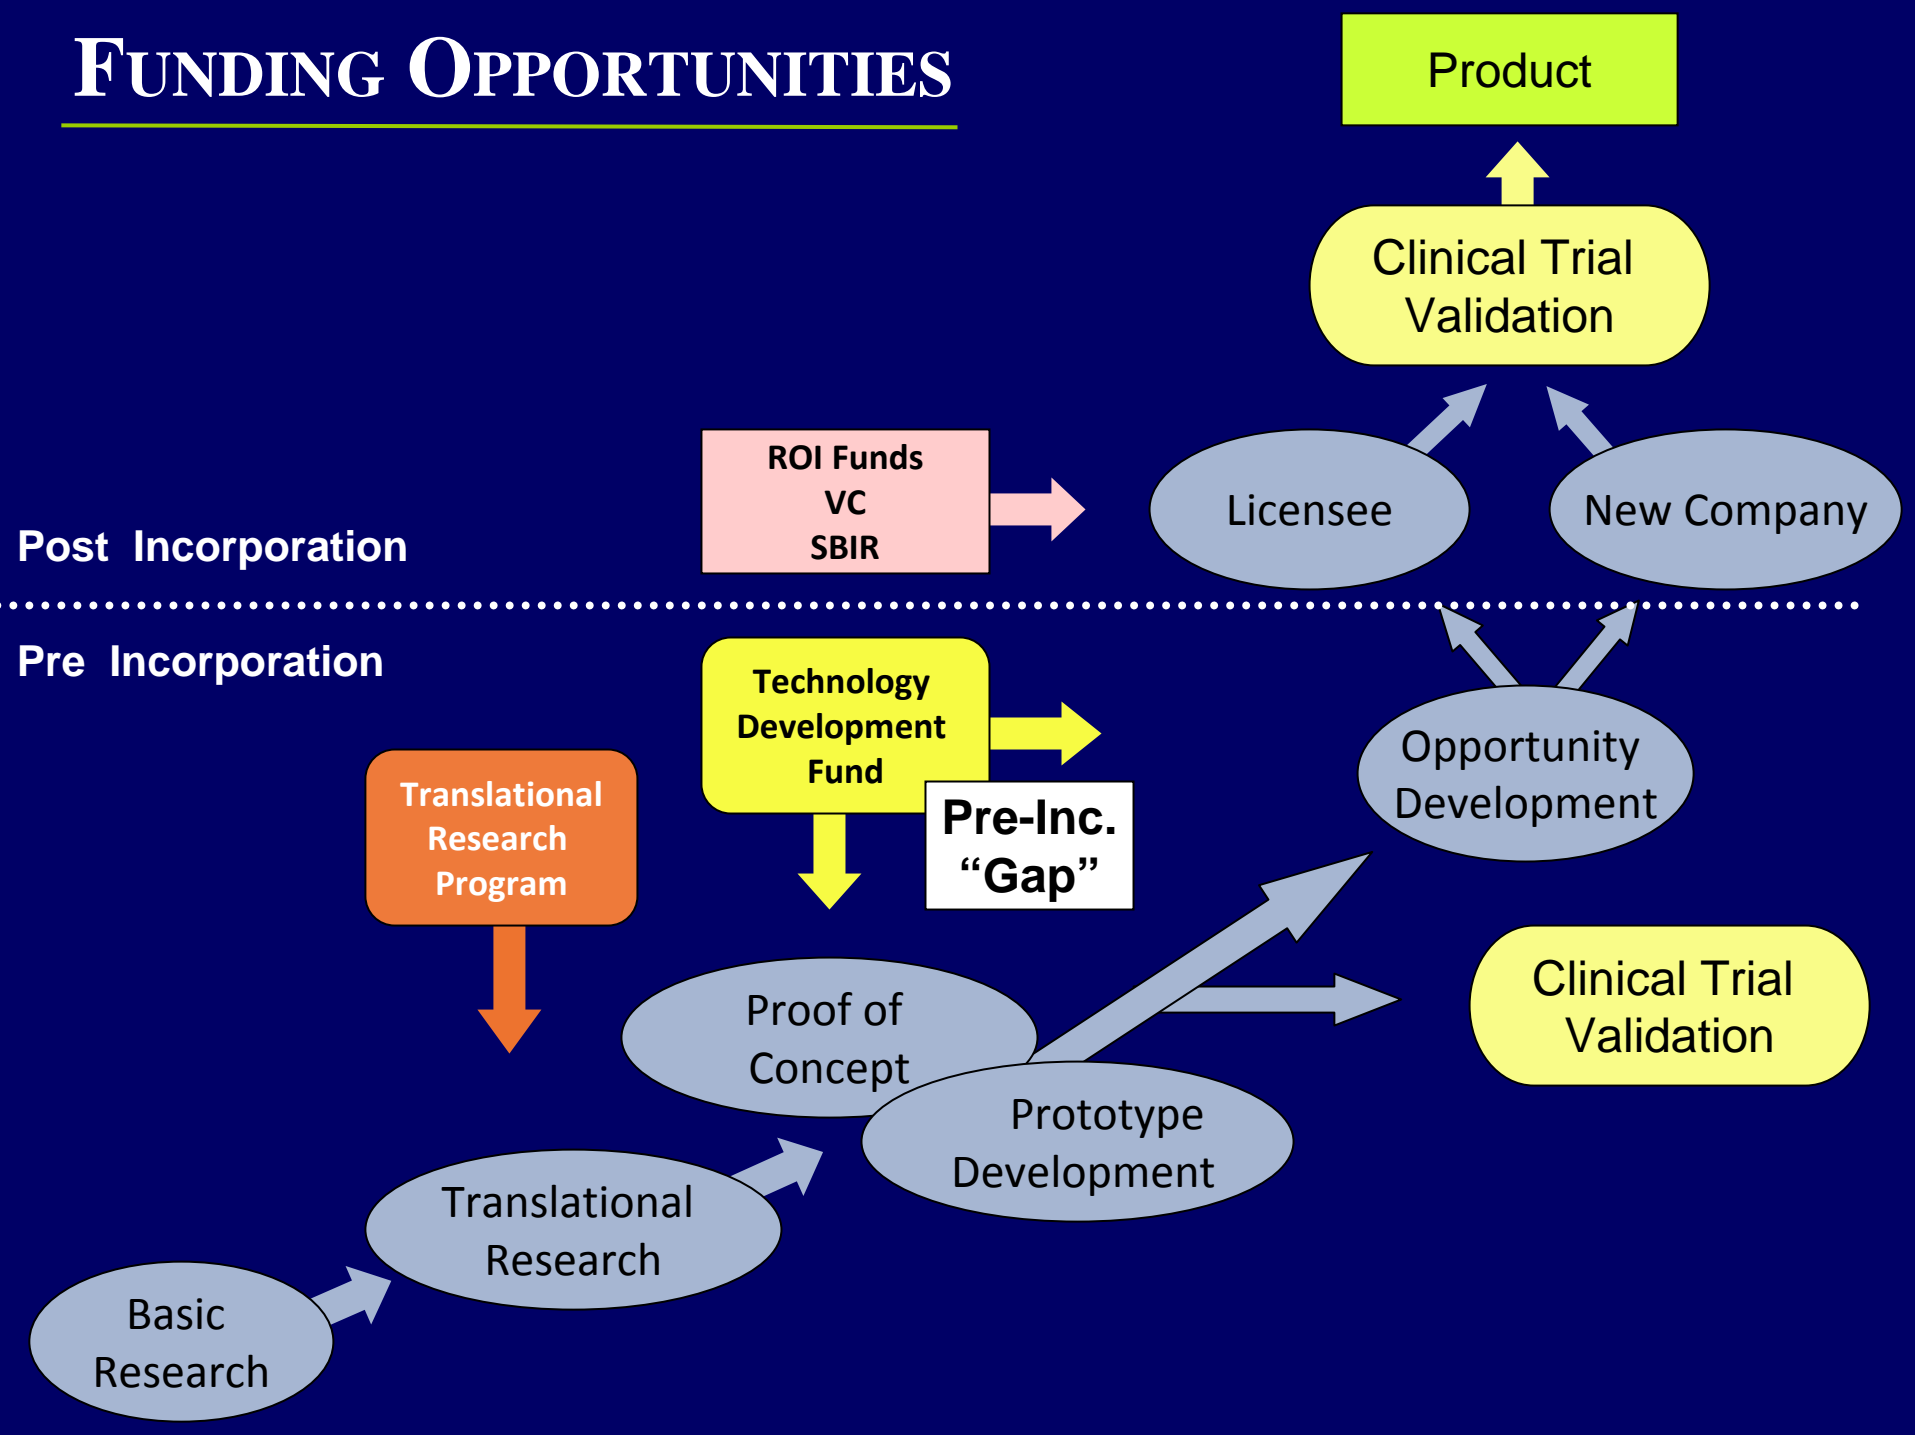 FUNDING OPPORTUNITIES
Product
Clinical Trial
Validation
ROI Funds
VC
SBIR
Licensee
New Company
Post Incorporation
Pre Incorporation
Technology
Development
Fund
Pre-Inc.
“Gap”
Translational
Research
Program
Opportunity
Development
Clinical Trial
Validation
Proof of
Concept
Prototype
Development
Translational
Research
Basic
Research